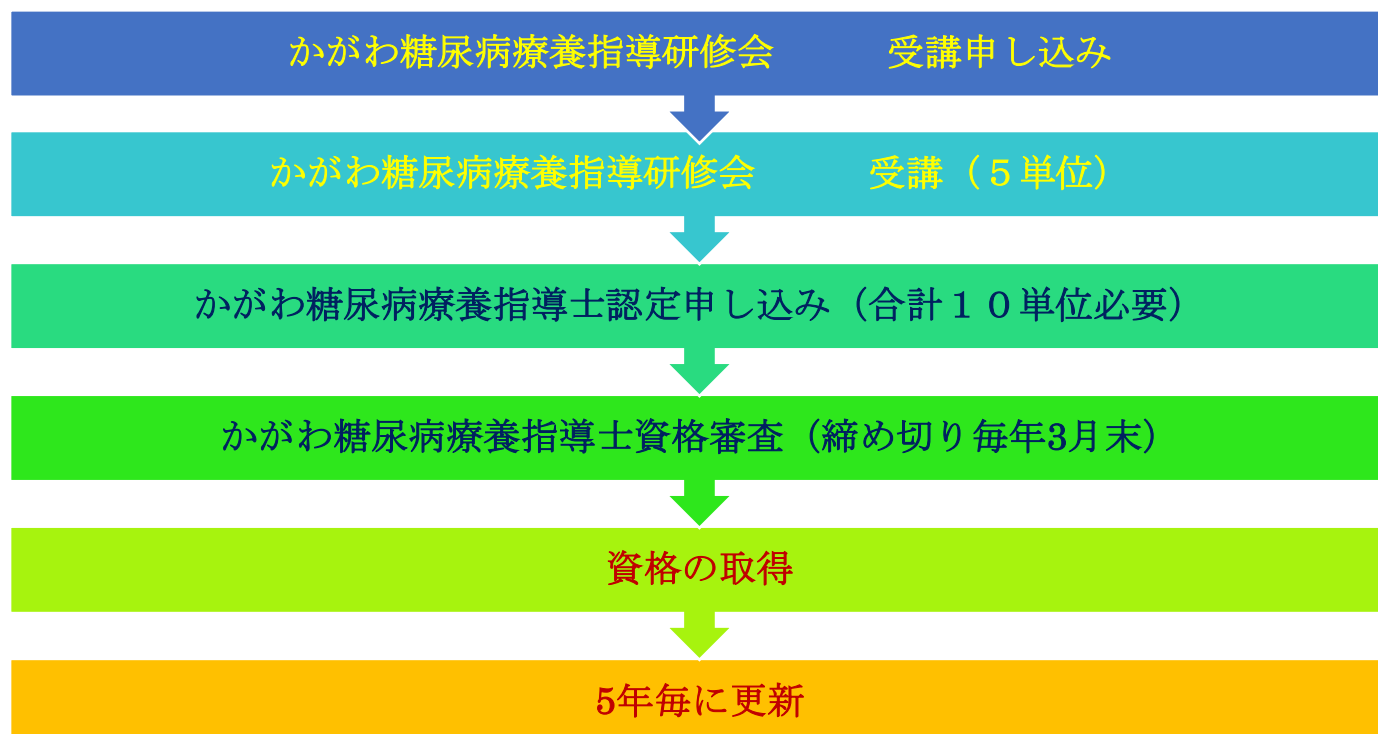 かがわ糖尿病療養指導研修会　　　受講申し込み
かがわ糖尿病療養指導研修会　　　受講（５単位）
かがわ糖尿病療養指導士認定申し込み（合計１０単位必要）
かがわ糖尿病療養指導士資格審査（締め切り毎年3月末）
資格の取得
5年毎に更新